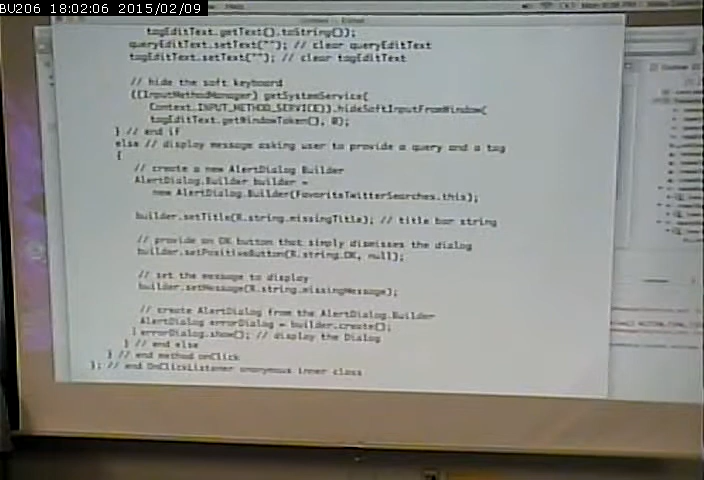 BU206 18:02:06 2015/02/09
tagEditText.getText().toString());
queryEditText.setText(""); // clear queryEditText
tagEditText.setText(""); // clear tagEditText
// hide the soft keyboard
((InputMethodManager) getSystemService(
Context.INPUT_METHOD_SERVICE)).hideSoftInputFromWindow(
tagEditText.getWindowToken(), 0);
} // end if
else // display message asking user to provide a query and a tag
{
// create a new AlertDialog Builder
AlertDialog.Builder builder =
new AlertDialog.Builder(FavoriteTwitterSearches.this);
builder.setTitle(R.string.missingTitle); // title bar string
// provide an OK button that simply dismisses the dialog
builder.setPositiveButton(R.string.OK, null);
// set the message to display
builder.setMessage(R.string.missingMessage);
// create AlertDialog from the AlertDialog.Builder
AlertDialog errorDialog = builder.create();
errorDialog.show(); // display the Dialog
} // end else
} // end method onClick
}; // end OnClickListener anonymous inner class